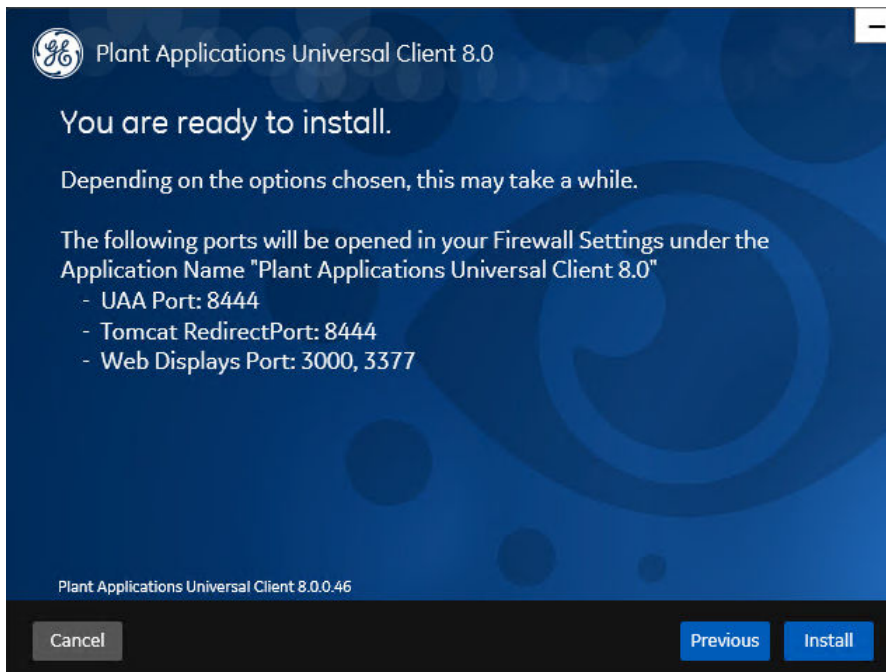 Plant Applications Universal Client 8.0
You are ready to install.
Depending on the options chosen, this may take a while.
The following ports will be opened in your Firewall Settings under the
Application Name "Plant Applications Universal Client 8.0"
- UAA Port: 8444
- Tomcat RedirectPort: 8444
- Web Displays Port: 3000, 3377
Plant Applications Universal Client 8.0.0.46
Cancel
Previous
Install